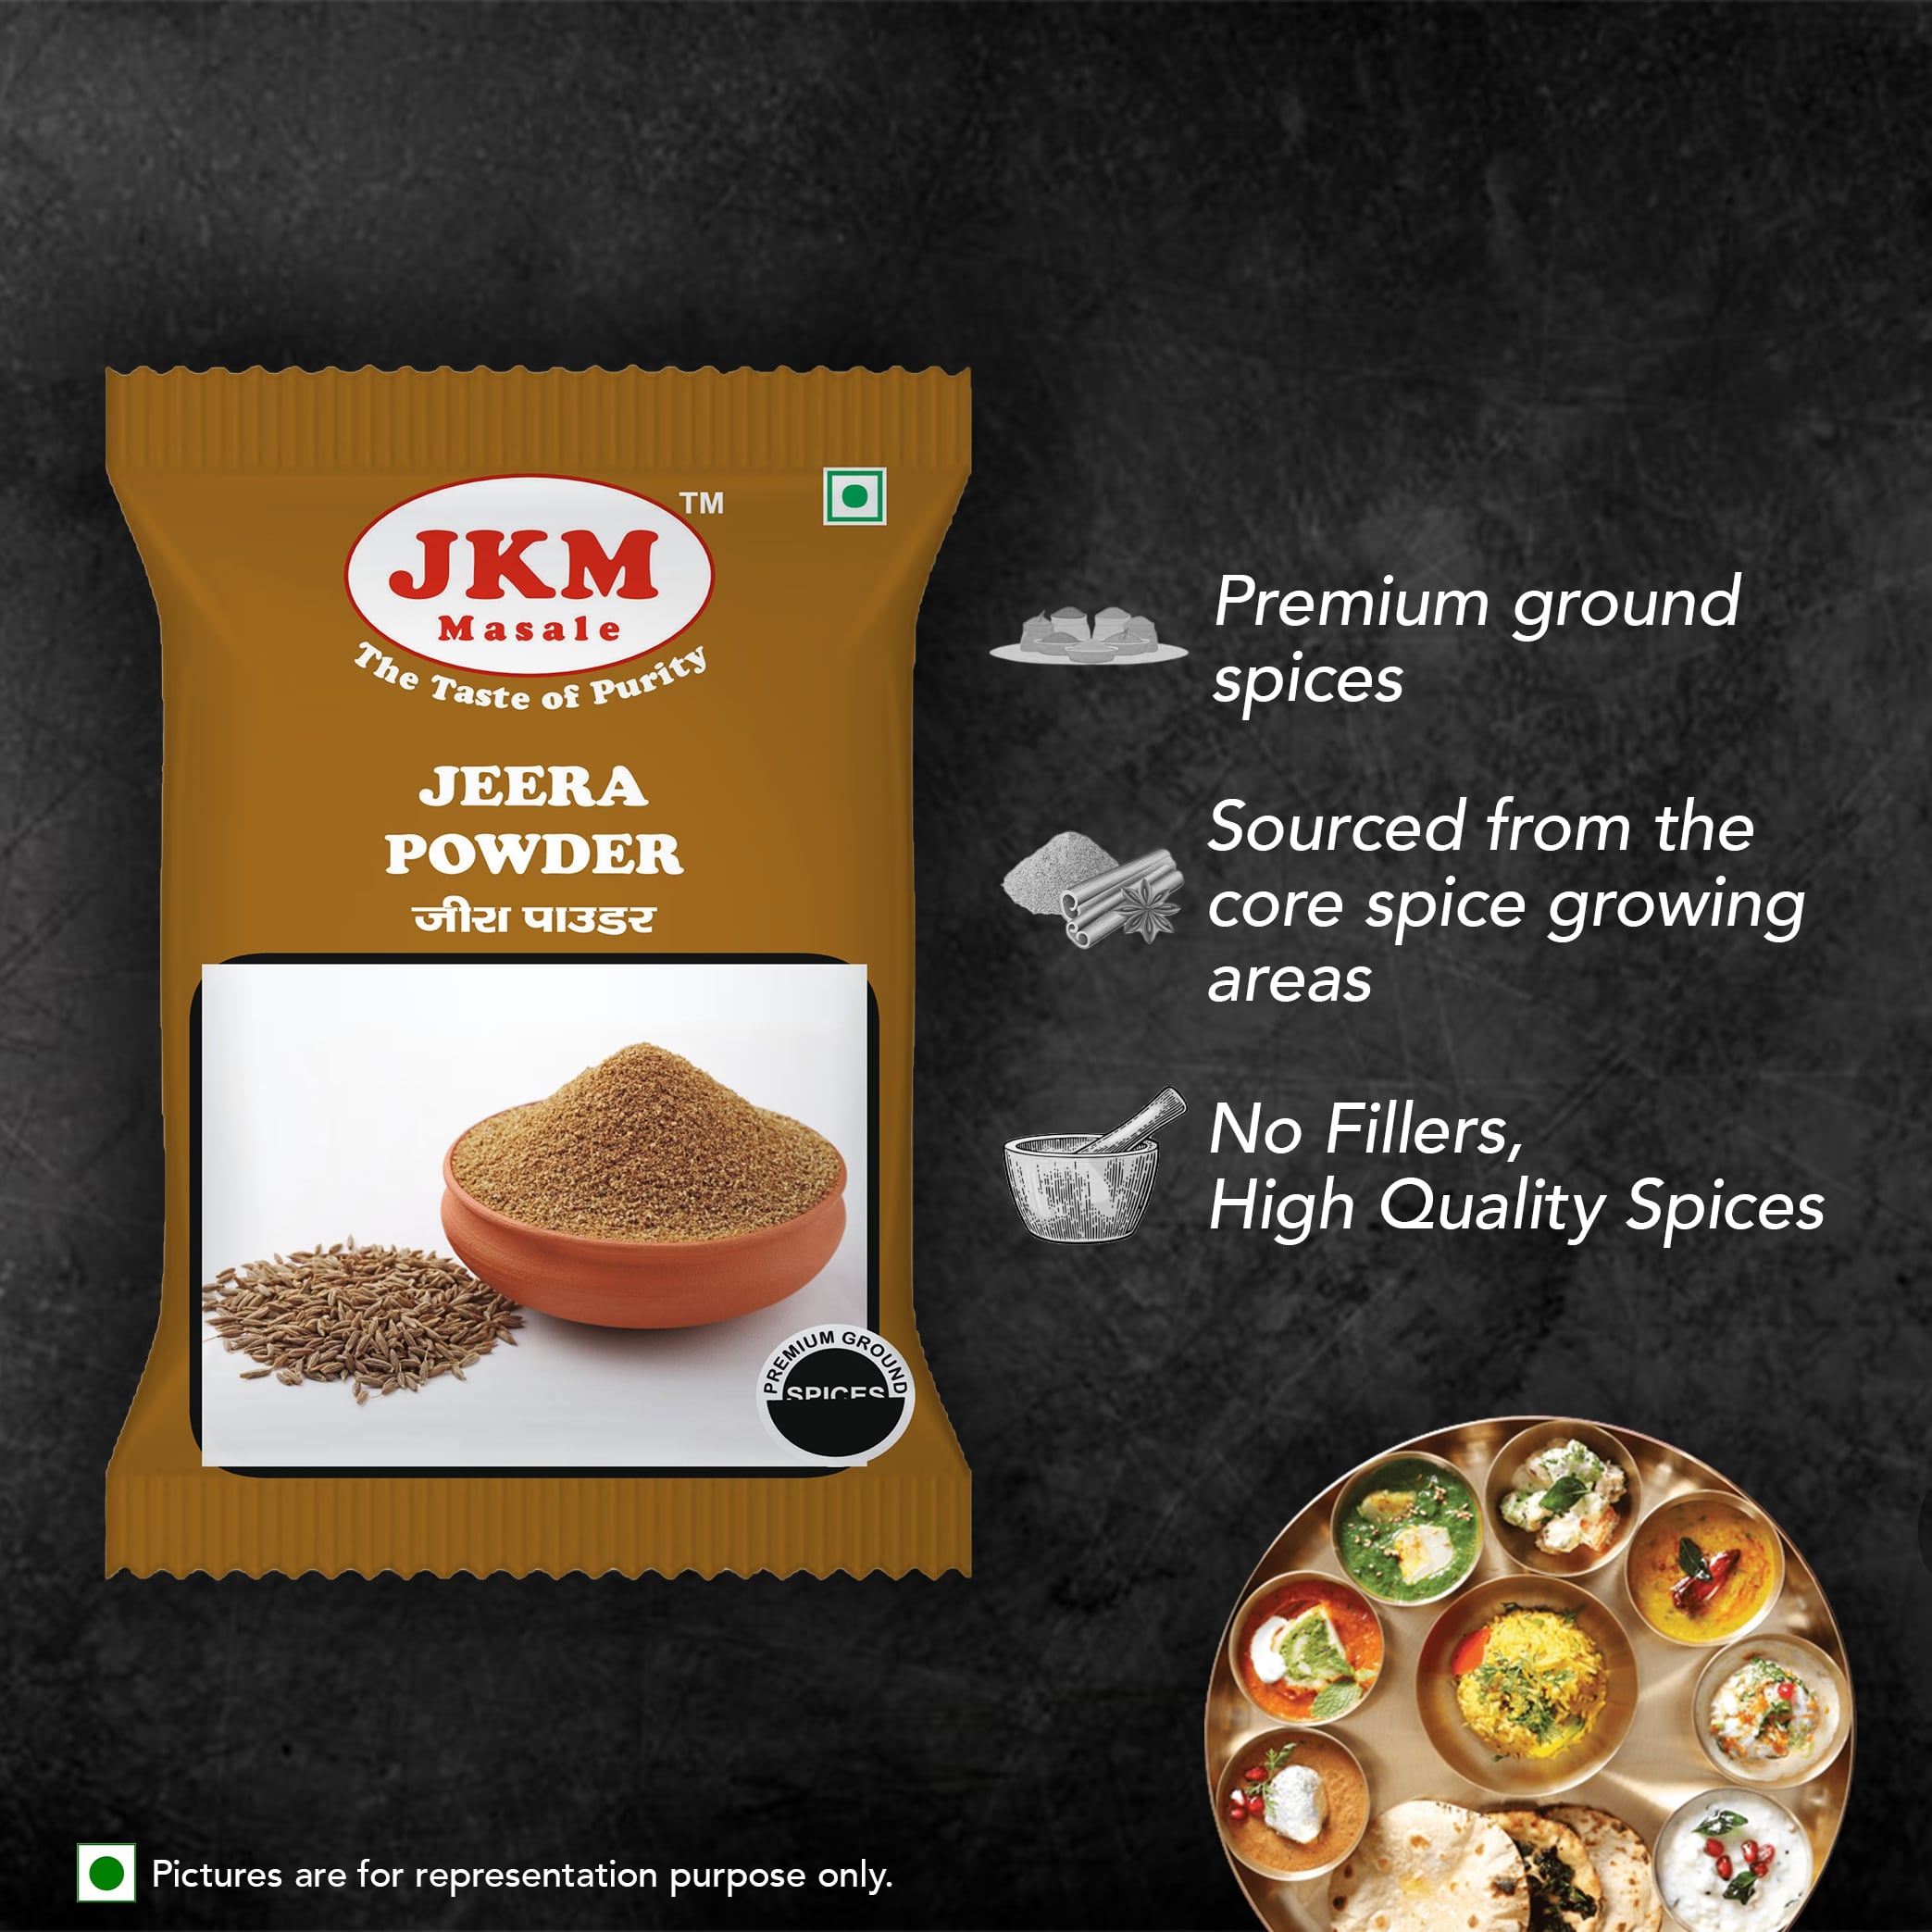 JKM
TM
Masale
The Taste of Purity
JEERA
POWDER
जीरा पाउडर
PREMIUM GROUND
SPICES
Premium ground
spices
Sourced from the
core spice growing
areas
No Fillers,
High Quality Spices
Pictures are for representation purpose only.